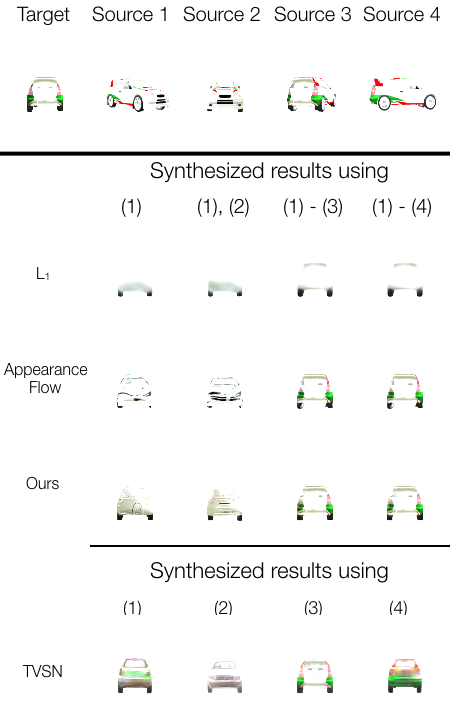 Target Source 1 Source 2 Source 3 Source 4
Synthesized results using
(1) (1), (2) (1) - (3) (1) - (4)
L₁
Appearance
Flow
Ours
Synthesized results using
(1) (2) (3) (4)
TVSN